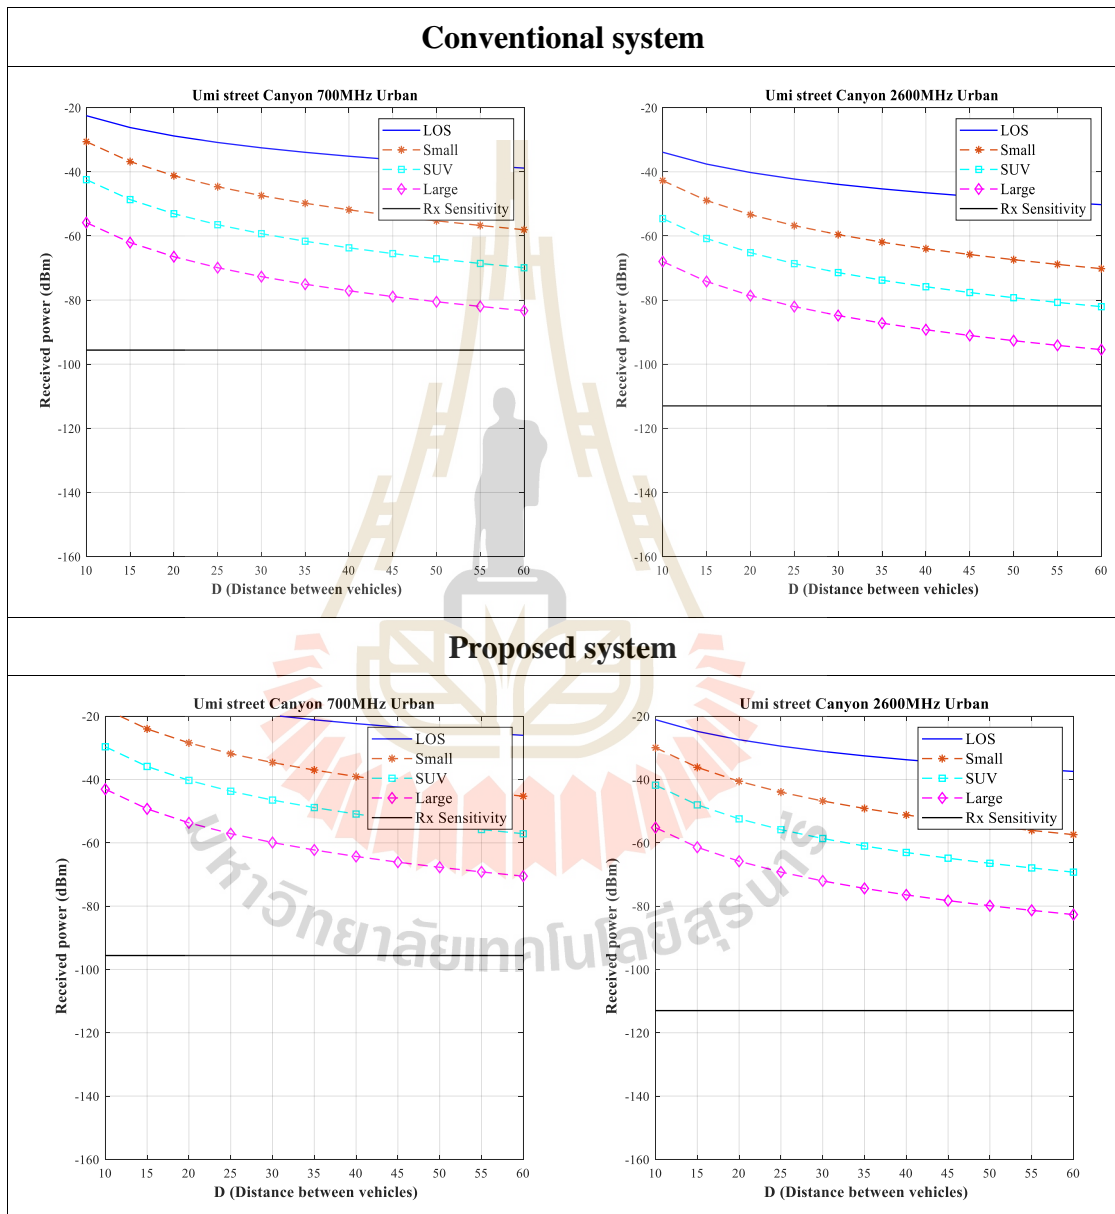 Conventional system
Umi street Canyon 700MHz Urban
Received power (dBm)
-20
-40
-60
-80
-100
-120
-140
-160
10 15 20 25 30 35 40 45 50 55 60
D (Distance between vehicles)
LOS
Small
SUV
Large
Rx Sensitivity
Umi street Canyon 2600MHz Urban
Received power (dBm)
-20
-40
-60
-80
-100
-120
-140
-160
10 15 20 25 30 35 40 45 50 55 60
D (Distance between vehicles)
LOS
Small
SUV
Large
Rx Sensitivity
Proposed system
Umi street Canyon 700MHz Urban
Received power (dBm)
-20
-40
-60
-80
-100
-120
-140
-160
10 15 20 25 30 35 40 45 50 55 60
D (Distance between vehicles)
LOS
Small
SUV
Large
Rx Sensitivity
Umi street Canyon 2600MHz Urban
Received power (dBm)
-20
-40
-60
-80
-100
-120
-140
-160
10 15 20 25 30 35 40 45 50 55 60
D (Distance between vehicles)
LOS
Small
SUV
Large
Rx Sensitivity
มหาวิทยาลัยเทคโนโลยีสุรนารี